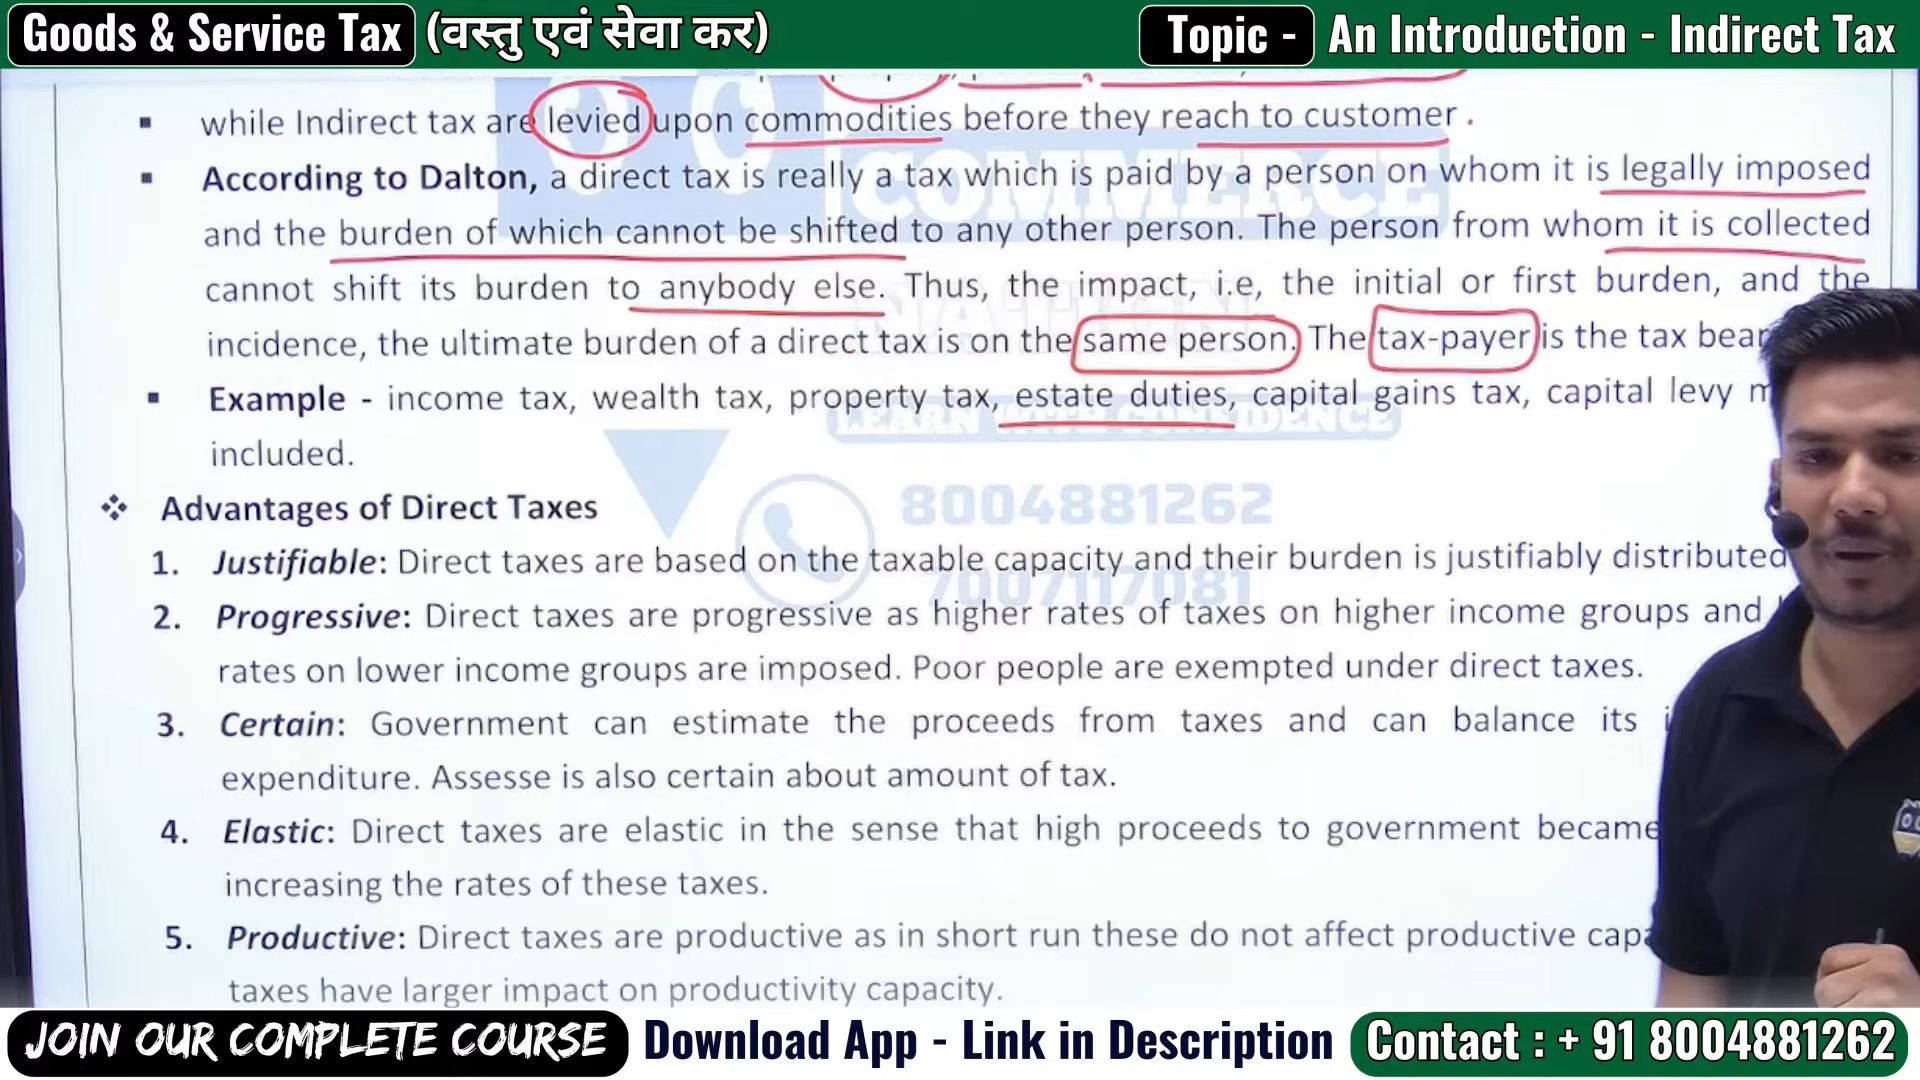 Goods & Service Tax (वस्तु एवं सेवा कर)
Topic - An Introduction - Indirect Tax
▪ while Indirect tax are levied upon commodities before they reach to customer .
▪ According to Dalton, a direct tax is really a tax which is paid by a person on whom it is legally imposed
and the burden of which cannot be shifted to any other person. The person from whom it is collected
cannot shift its burden to anybody else. Thus, the impact, i.e, the initial or first burden, and the
incidence, the ultimate burden of a direct tax is on the same person. The tax-payer is the tax
▪ Example - income tax, wealth tax, property tax, estate duties, capital gains tax, capital levy
included.
❖ Advantages of Direct Taxes
1. Justifiable: Direct taxes are based on the taxable capacity and their burden is justifiably distributed
2. Progressive: Direct taxes are progressive as higher rates of taxes on higher income groups and
rates on lower income groups are imposed. Poor people are exempted under direct taxes.
3. Certain: Government can estimate the proceeds from taxes and can balance its
expenditure. Assesse is also certain about amount of tax.
4. Elastic: Direct taxes are elastic in the sense that high proceeds to government became
increasing the rates of these taxes.
5. Productive: Direct taxes are productive as in short run these do not affect productive
taxes have larger impact on productivity capacity.
COMMERCE
NATION
LEARN WITH CONFIDENCE
8004881262
7007117081
JOIN OUR COMPLETE COURSE
Download App - Link in Description
Contact : + 91 8004881262